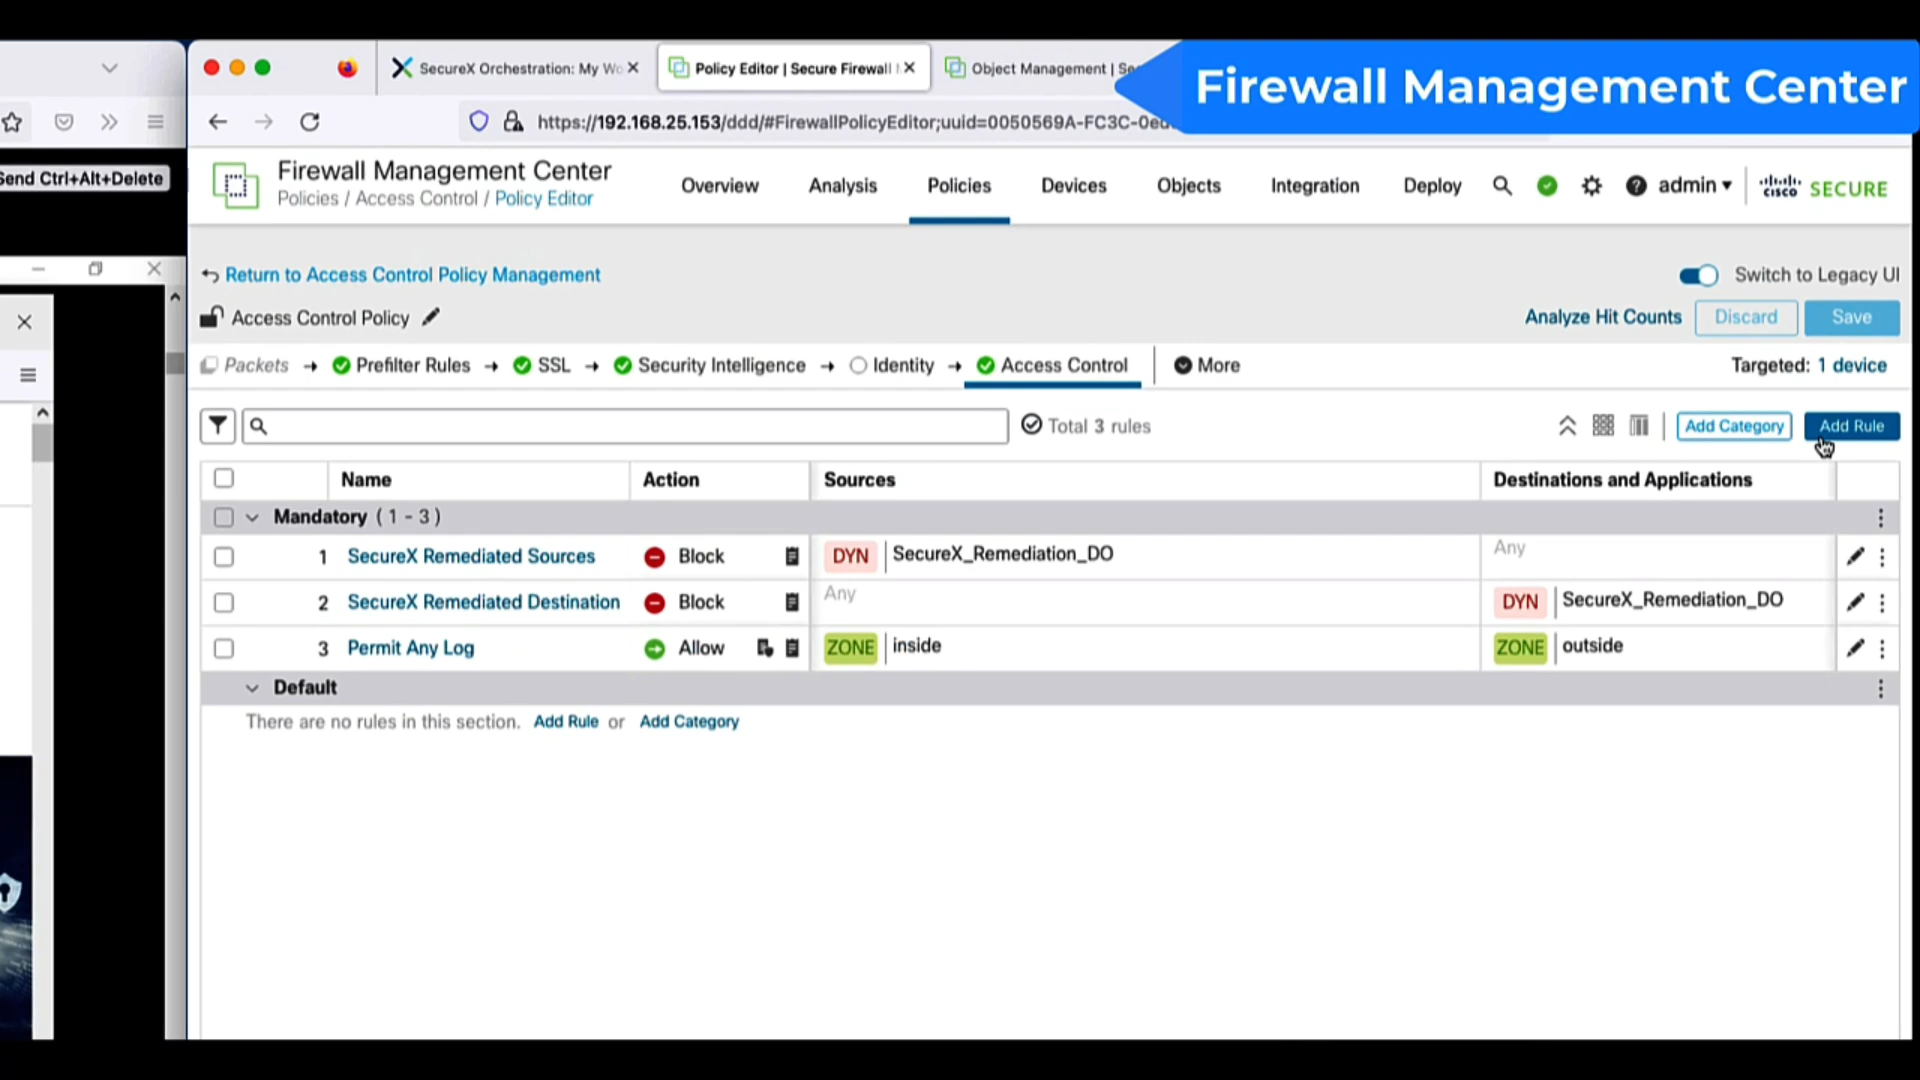 Firewall Management Center
SecureX Orchestration: My Wo
Policy Editor | Secure Firewall
Object Management |
https://192.168.25.153/ddd/#FirewallPolicyEditor;uuid=0050569A-FC3C-0ed
Send Ctrl+Alt+Delete
Firewall Management Center
Policies / Access Control / Policy Editor
Overview Analysis Policies Devices Objects Integration Deploy admin cisco SECURE
Return to Access Control Policy Management
Switch to Legacy UI
Access Control Policy
Analyze Hit Counts Discard Save
Packets → Prefilter Rules → SSL → Security Intelligence → Identity → Access Control More
Targeted: 1 device
Total 3 rules
Add Category Add Rule
Name Action Sources Destinations and Applications
Mandatory (1 - 3)
1 SecureX Remediated Sources Block DYN SecureX_Remediation_DO Any
2 SecureX Remediated Destination Block Any DYN SecureX_Remediation_DO
3 Permit Any Log Allow ZONE inside ZONE outside
Default
There are no rules in this section. Add Rule or Add Category